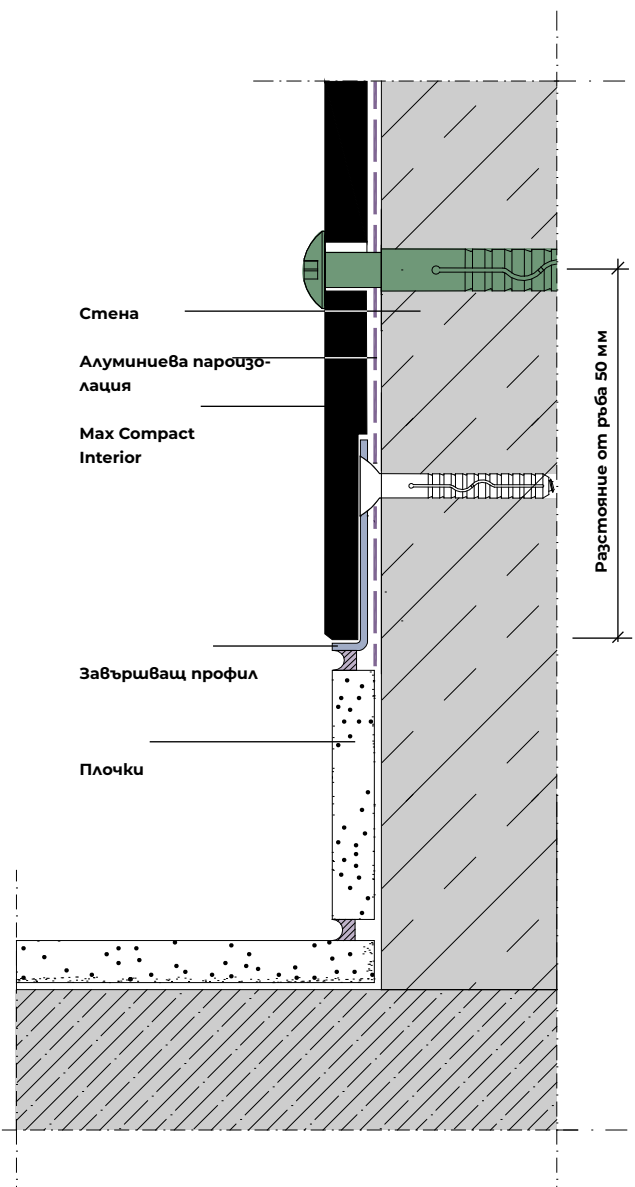 Стена
Алуминиева пароизо-
лация
Max Compact
Interior
Разстояние от ръба 50 мм
Завършващ профил
Плочки